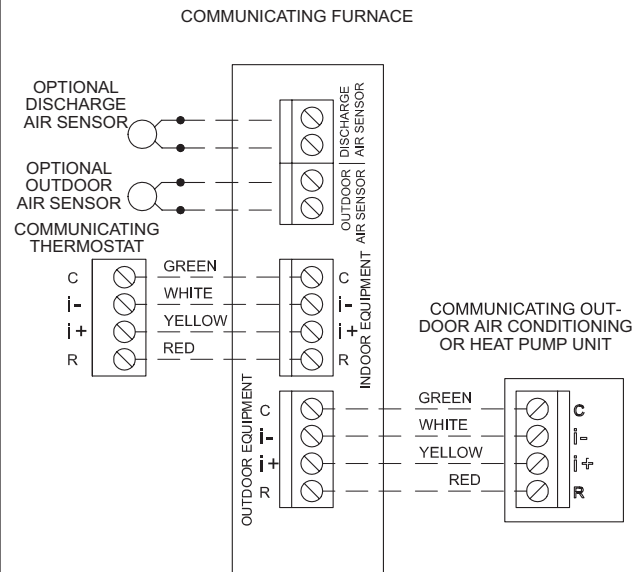 COMMUNICATING FURNACE
OPTIONAL
DISCHARGE
AIR SENSOR
DISCHARGE
AIR SENSOR
OPTIONAL
OUTDOOR
AIR SENSOR
OUTDOOR
AIR SENSOR
COMMUNICATING
THERMOSTAT
C GREEN C
i- WHITE i-
i+ YELLOW i+
R RED R
INDOOR EQUIPMENT
COMMUNICATING OUT-
DOOR AIR CONDITIONING
OR HEAT PUMP UNIT
OUTDOOR EQUIPMENT
C GREEN C
i- WHITE i-
i+ YELLOW i+
R RED R